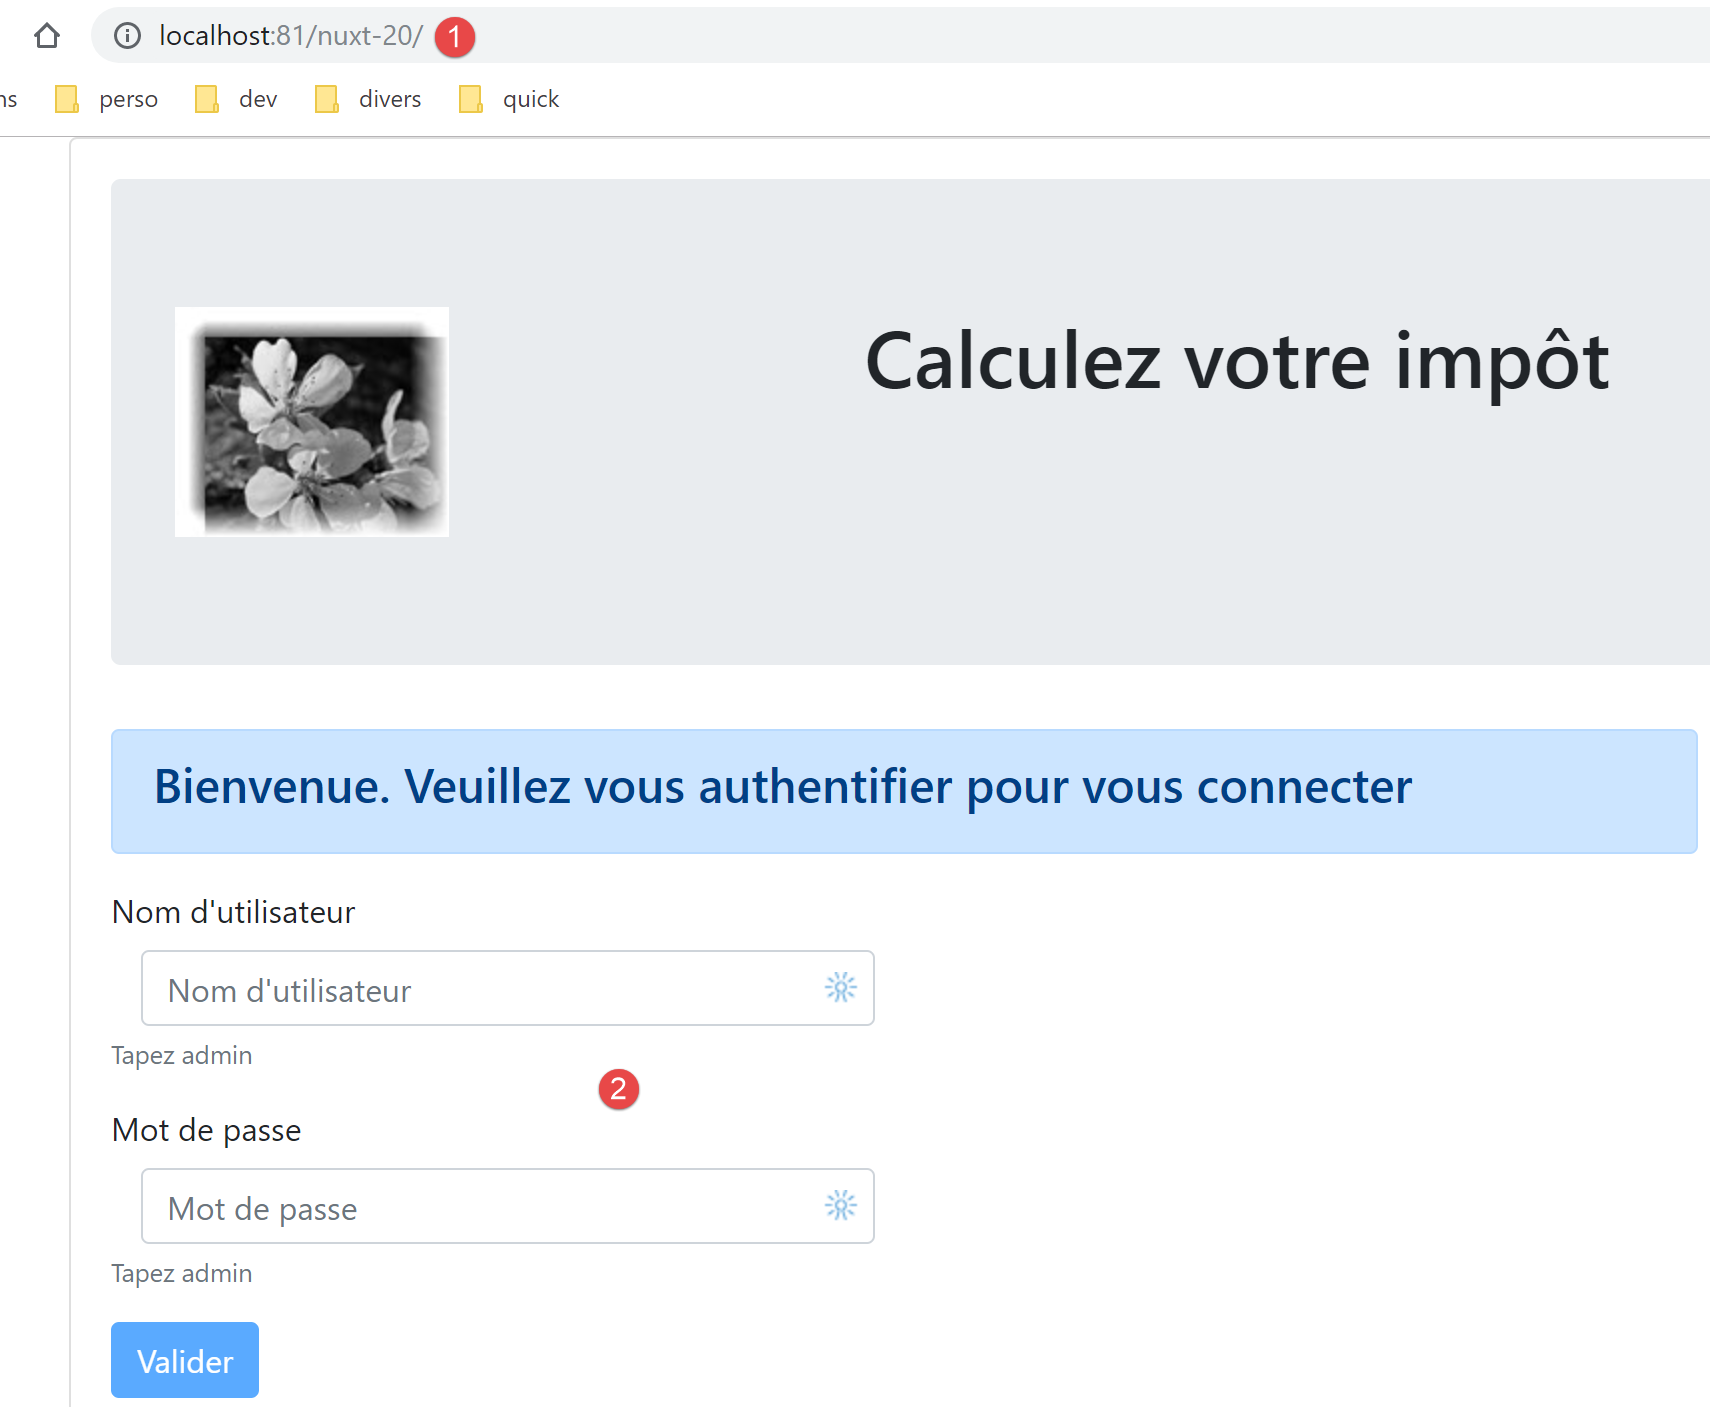 localhost:81/nuxt-20/ 1
ns perso dev divers quick
Calculez votre impôt
Bienvenue. Veuillez vous authentifier pour vous connecter
Nom d'utilisateur
Nom d'utilisateur
Tapez admin
2
Mot de passe
Mot de passe
Tapez admin
Valider